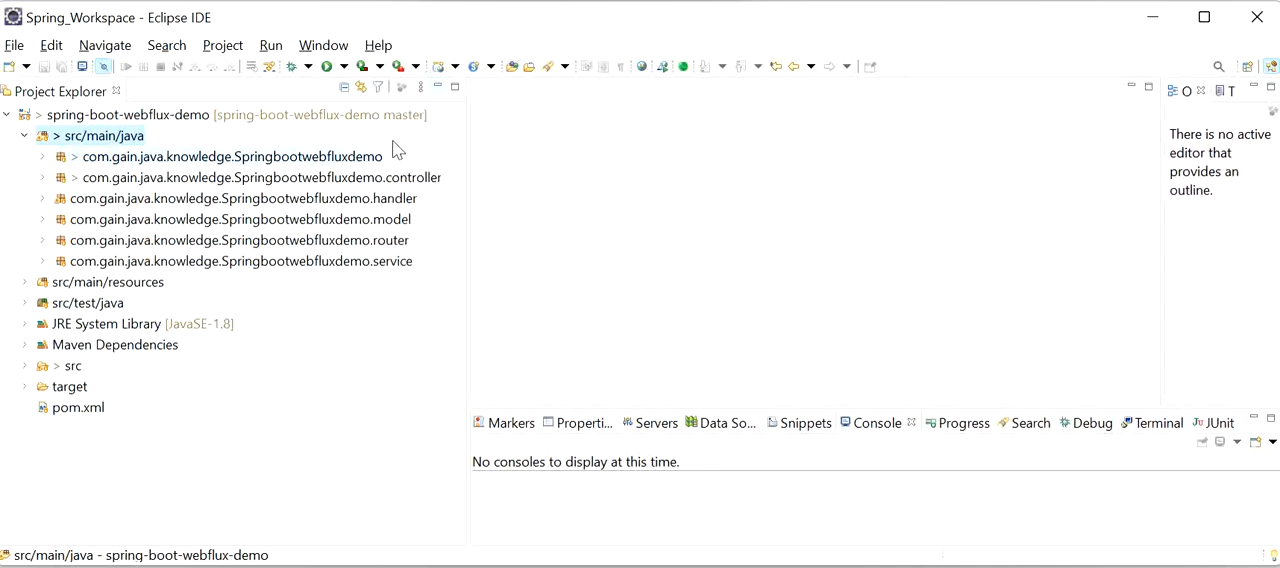 Spring_Workspace - Eclipse IDE
File Edit Navigate Search Project Run Window Help
Project Explorer
> spring-boot-webflux-demo [spring-boot-webflux-demo master]
> src/main/java
> com.gain.java.knowledge.Springbootwebfluxdemo
> com.gain.java.knowledge.Springbootwebfluxdemo.controller
com.gain.java.knowledge.Springbootwebfluxdemo.handler
com.gain.java.knowledge.Springbootwebfluxdemo.model
com.gain.java.knowledge.Springbootwebfluxdemo.router
com.gain.java.knowledge.Springbootwebfluxdemo.service
src/main/resources
src/test/java
JRE System Library [JavaSE-1.8]
Maven Dependencies
> src
target
pom.xml
O T
There is no active
editor that
provides an
outline.
Markers Properti... Servers Data So... Snippets Console Progress Search Debug Terminal JUnit
No consoles to display at this time.
src/main/java - spring-boot-webflux-demo